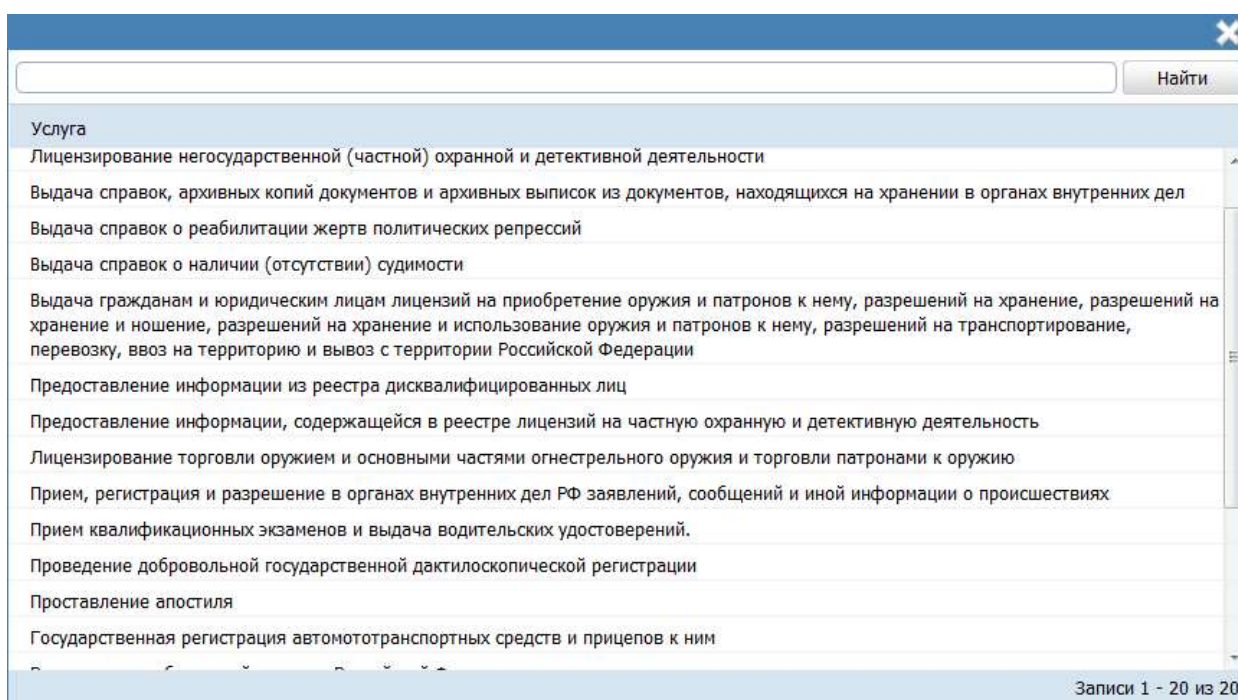 Найти
Услуга
Лицензирование негосударственной (частной) охранной и детективной деятельности
Выдача справок, архивных копий документов и архивных выписок из документов, находящихся на хранении в органах внутренних дел
Выдача справок о реабилитации жертв политических репрессий
Выдача справок о наличии (отсутствии) судимости
Выдача гражданам и юридическим лицам лицензий на приобретение оружия и патронов к нему, разрешений на хранение, разрешений на
хранение и ношение, разрешений на хранение и использование оружия и патронов к нему, разрешений на транспортирование,
перевозку, ввоз на территорию и вывоз с территории Российской Федерации
Предоставление информации из реестра дисквалифицированных лиц
Предоставление информации, содержащейся в реестре лицензий на частную охранную и детективную деятельность
Лицензирование торговли оружием и основными частями огнестрельного оружия и торговли патронами к оружию
Прием, регистрация и разрешение в органах внутренних дел РФ заявлений, сообщений и иной информации о происшествиях
Прием квалификационных экзаменов и выдача водительских удостоверений.
Проведение добровольной государственной дактилоскопической регистрации
Проставление апостиля
Государственная регистрация автомототранспортных средств и прицепов к ним
Записи 1 - 20 из 20